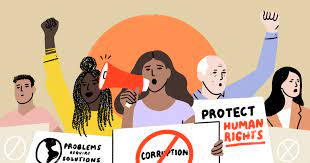 PROBLEMS
REQUIRE
SOLUTIONS
CORRUPTION
PROTECT
HUMAN
RIGHTS